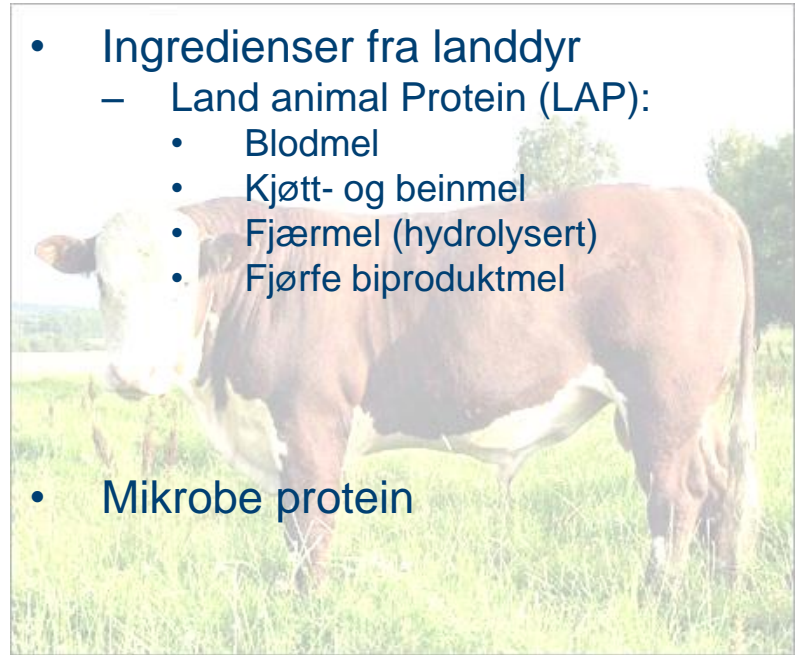 • Ingredienser fra landdyr
– Land animal Protein (LAP):
• Blodmel
• Kjøtt- og beinmel
• Fjærmel (hydrolysert)
• Fjørfe biproduktmel
• Mikrobe protein